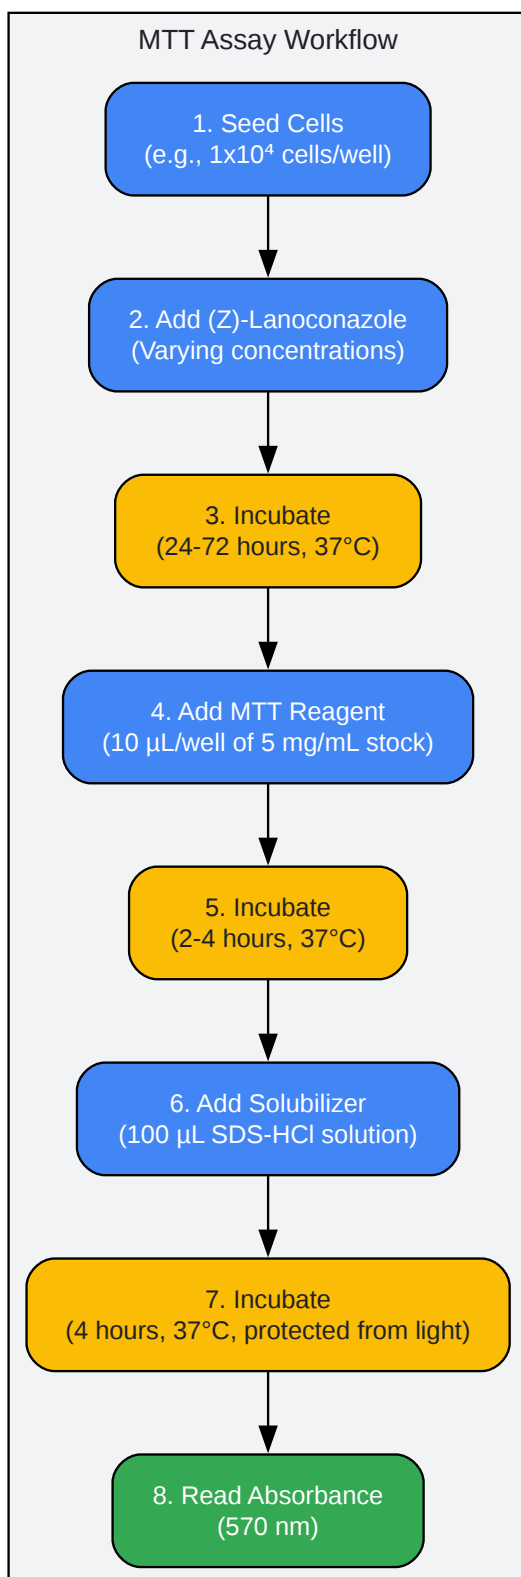 MTT Assay Workflow
1. Seed Cells
(e.g., 1x10⁴ cells/well)
2. Add (Z)-Lanoconazole
(Varying concentrations)
3. Incubate
(24-72 hours, 37°C)
4. Add MTT Reagent
(10 µL/well of 5 mg/mL stock)
5. Incubate
(2-4 hours, 37°C)
6. Add Solubilizer
(100 µL SDS-HCl solution)
7. Incubate
(4 hours, 37°C, protected from light)
8. Read Absorbance
(570 nm)